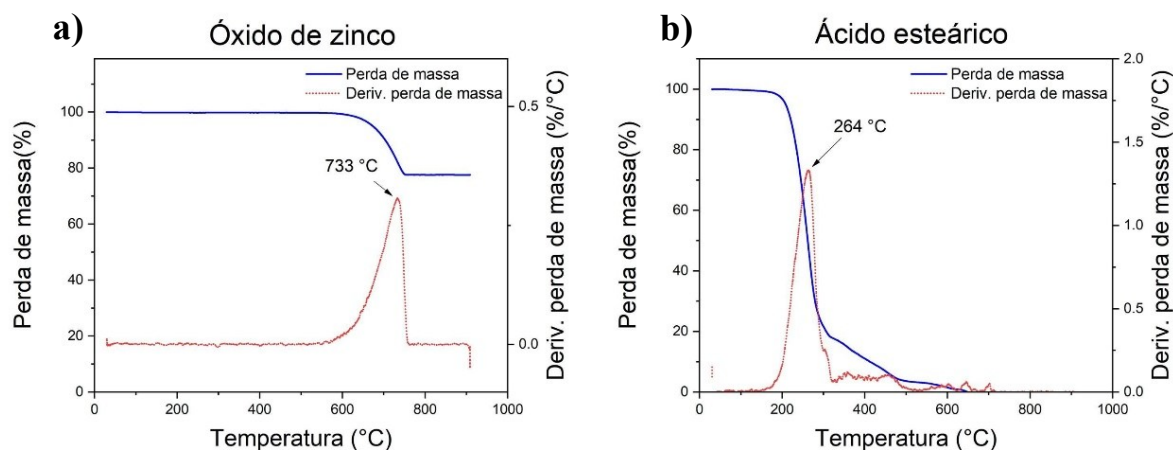 a)
Óxido de zinco
Perda de massa
Deriv. perda de massa
733 °C
100
80
60
40
20
0
0.5
0.0
0
200
400
600
800
1000
Perda de massa(%)
Deriv. perda de massa (%/°C)
Temperatura (°C)
b)
Ácido esteárico
Perda de massa
Deriv. perda de massa
264 °C
100
80
60
40
20
0
2.0
1.5
1.0
0.5
0.0
0
200
400
600
800
1000
Perda de massa(%)
Deriv. perda de massa (%/°C)
Temperatura (°C)